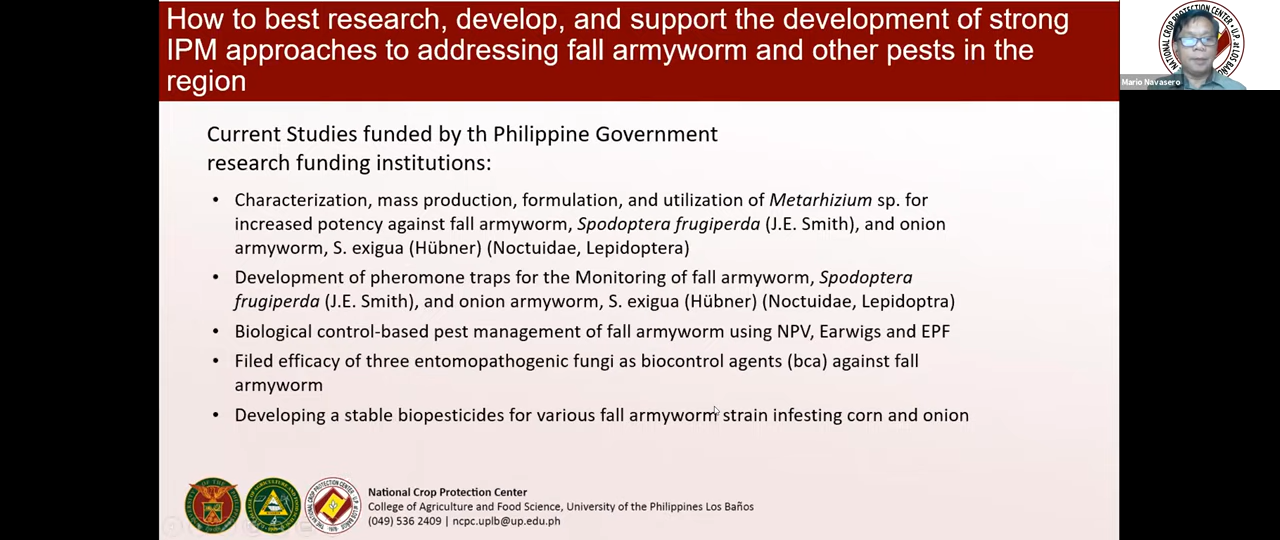 How to best research, develop, and support the development of strong
IPM approaches to addressing fall armyworm and other pests in the
region
Mario Navasero
Current Studies funded by th Philippine Government
research funding institutions:
• Characterization, mass production, formulation, and utilization of Metarhizium sp. for
increased potency against fall armyworm, Spodoptera frugiperda (J.E. Smith), and onion
armyworm, S. exigua (Hübner) (Noctuidae, Lepidoptera)
• Development of pheromone traps for the Monitoring of fall armyworm, Spodoptera
frugiperda (J.E. Smith), and onion armyworm, S. exigua (Hübner) (Noctuidae, Lepidoptra)
• Biological control-based pest management of fall armyworm using NPV, Earwigs and EPF
• Filed efficacy of three entomopathogenic fungi as biocontrol agents (bca) against fall
armyworm
• Developing a stable biopesticides for various fall armyworm strain infesting corn and onion
National Crop Protection Center
College of Agriculture and Food Science, University of the Philippines Los Baños
(049) 536 2409 | ncpc.uplb@up.edu.ph